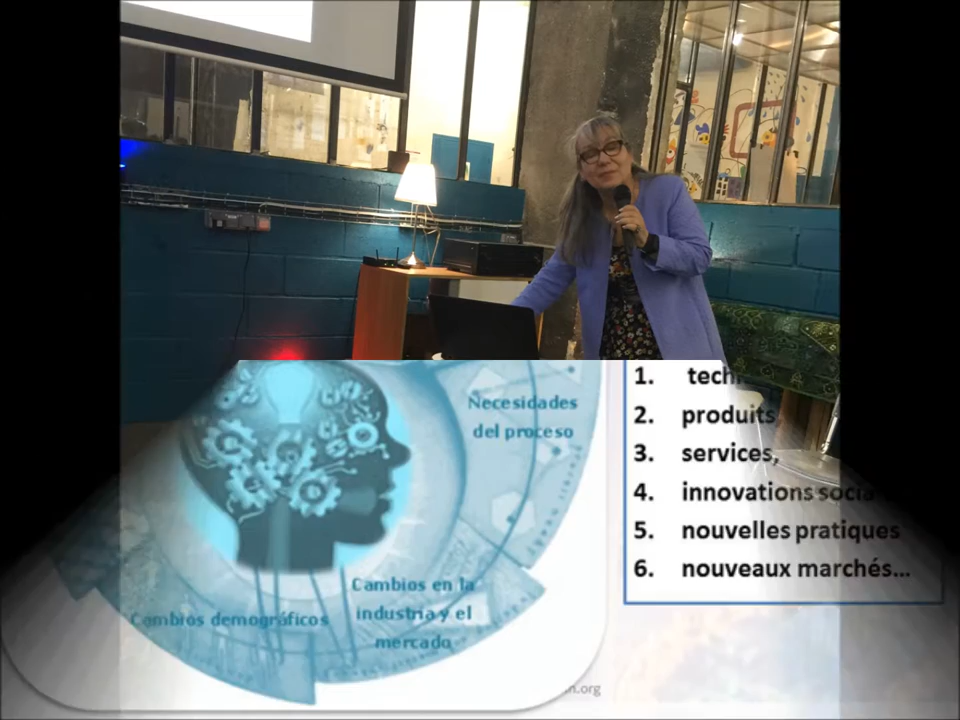 Necesidades
del proceso
Cambios en la
industria y el
mercado
Cambios demográficos
1.
2. produits,
3. services,
4. innovations
5. nouvelles pratiques
6. nouveaux marchés...